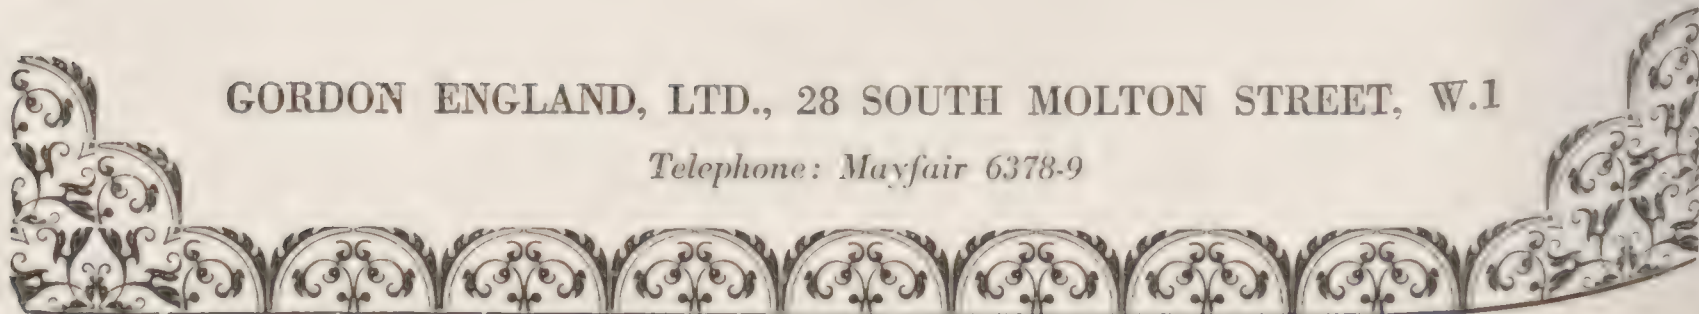 GORDON ENGLAND, LTD., 28 SOUTH MOLTON STREET, W.1
Telephone: Mayfair 6378-9